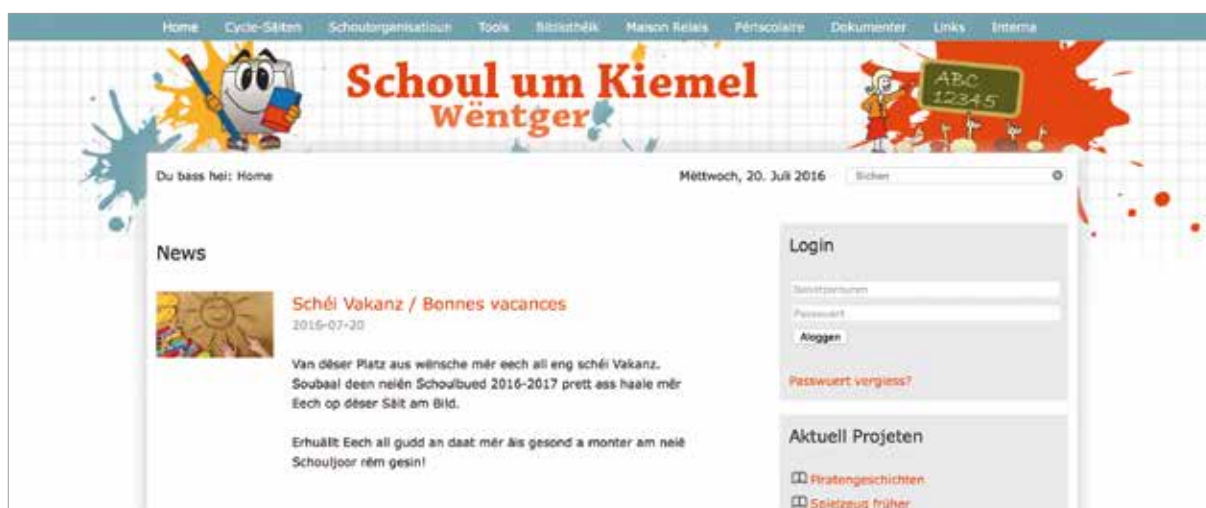 Home Cycle-Säiten Schoulorganisatioun Tools Bibliothéik Maison Relais Périscolaire Dokumenter Links Interna
Schoul um Kiemel
Wëntger
ABC
12345
Du bass hei: Home
Mëttwoch, 20. Juli 2016
Sichen
News
Schéi Vakanz / Bonnes vacances
2016-07-20
Van dëser Platz aus wënsche mër eech all eng schéi Vakanz.
Soubaal deen neiën Schoulbued 2016-2017 prett ass haale mër
Eech op dëser Säit am Bild.
Erhuällt Eech all gudd an daat mër äis gesond a monter am neië
Schouljoor rëm gesin!
Login
Passwuert
Aloggen
Passwuert vergiess?
Aktuell Projeten
Piratengeschichten
Spielzeug früher